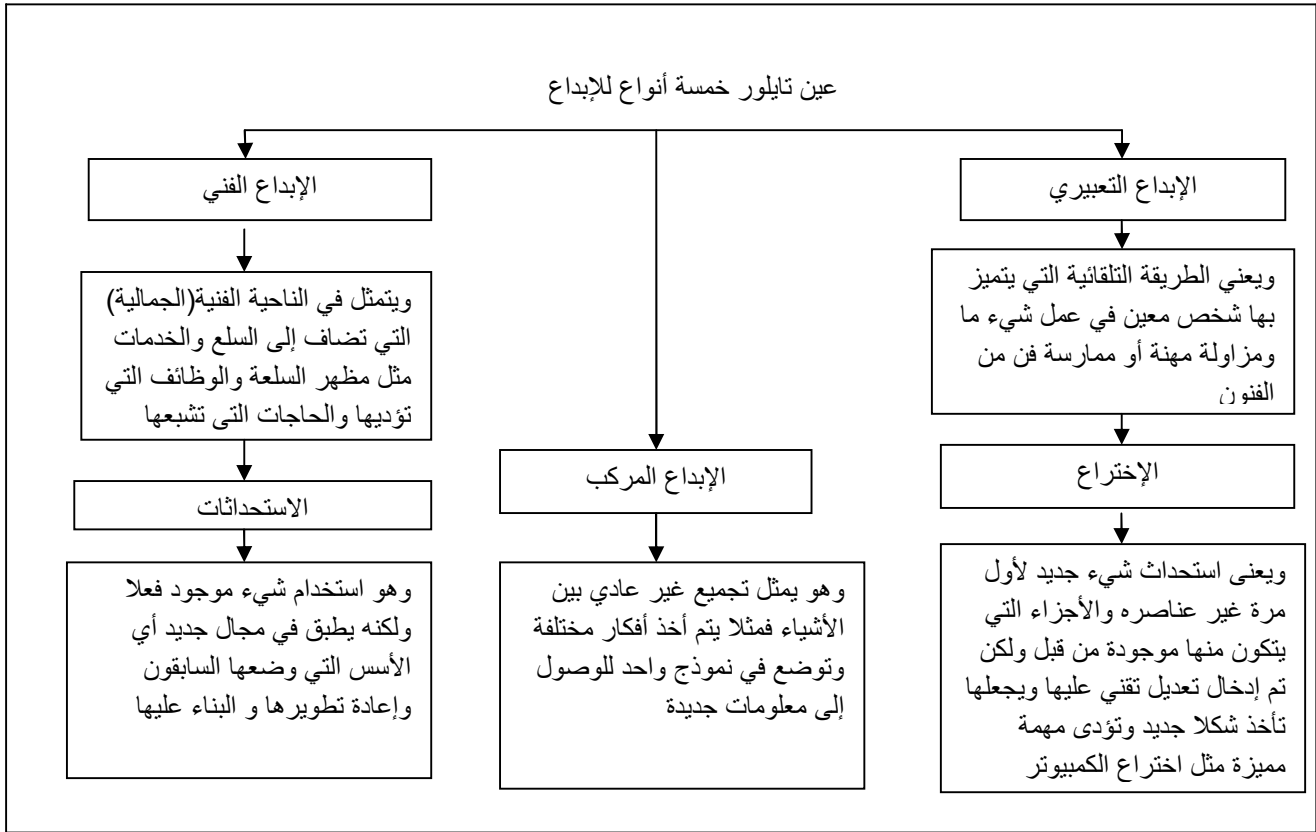 عين تايلور خمسة أنواع للإبداع
الإبداع التعبيري
ويعني الطريقة التلقائية التي يتميز
بها شخص معين في عمل شيء ما
ومزاولة مهنة أو ممارسة فن من
الفنون
الإختراع
ويعنى استحداث شيء جديد لأول
مرة غير عناصره والأجزاء التي
يتكون منها موجودة من قبل ولكن
تم إدخال تعديل تقني عليها ويجعلها
تأخذ شكلا جديد وتؤدى مهمة
مميزة مثل اختراع الكمبيوتر
الإبداع المركب
وهو يمثل تجميع غير عادي بين
الأشياء فمثلا يتم أخذ أفكار مختلفة
وتوضع في نموذج واحد للوصول
إلى معلومات جديدة
الإبداع الفني
ويتمثل في الناحية الفنية(الجمالية)
التي تضاف إلى السلع والخدمات
مثل مظهر السلعة والوظائف التي
تؤديها والحاجات التى تشبعها
الاستحداثات
وهو استخدام شيء موجود فعلا
ولكنه يطبق في مجال جديد أي
الأسس التي وضعها السابقون
وإعادة تطويرها و البناء عليها